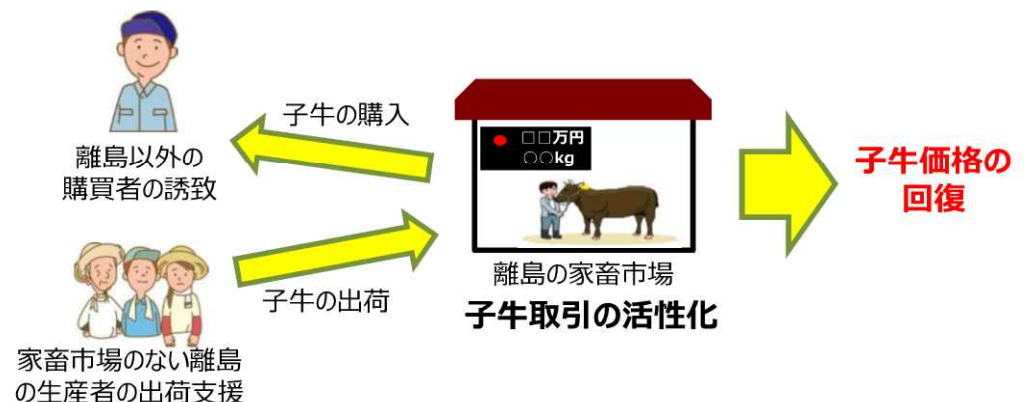 子牛の購入
離島以外の
購買者の誘致
□□万円
○○kg
子牛価格の
回復
離島の家畜市場
子牛取引の活性化
子牛の出荷
家畜市場のない離島
の生産者の出荷支援